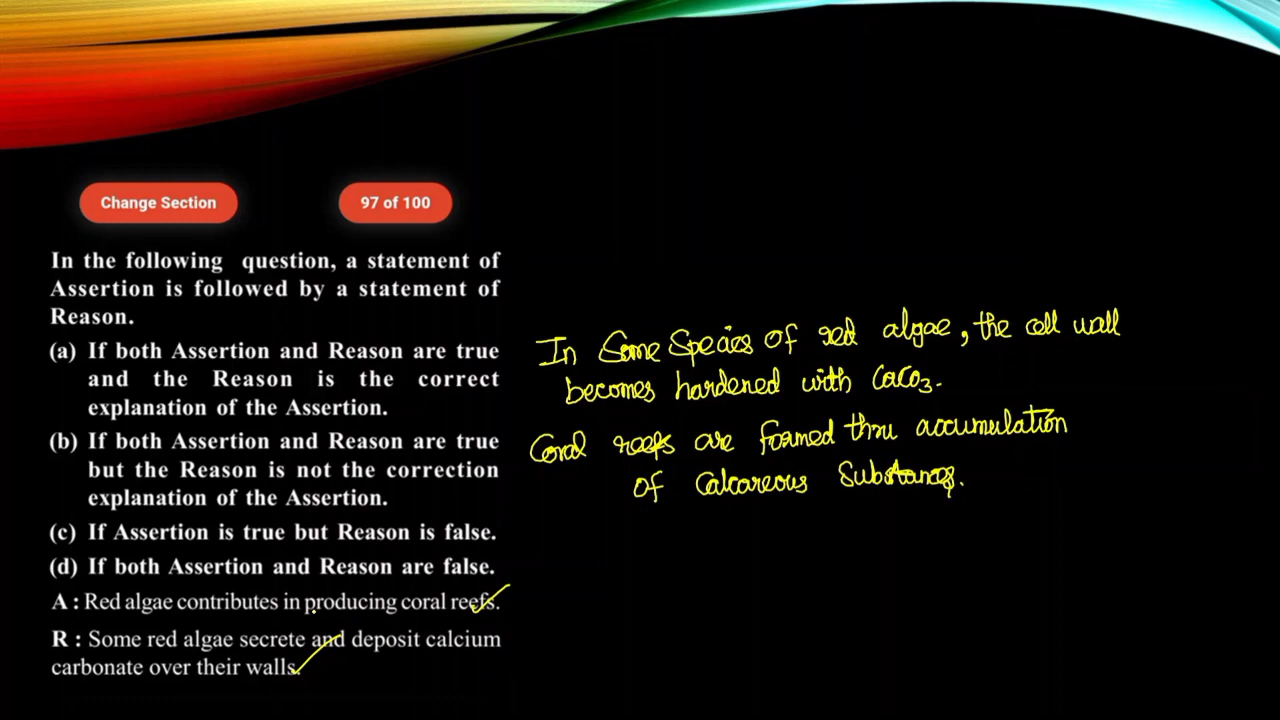 Change Section
97 of 100
In the following question, a statement of
Assertion is followed by a statement of
Reason.
(a) If both Assertion and Reason are true
and the Reason is the correct
explanation of the Assertion.
(b) If both Assertion and Reason are true
but the Reason is not the correction
explanation of the Assertion.
(c) If Assertion is true but Reason is false.
(d) If both Assertion and Reason are false.
A : Red algae contributes in producing coral reefs.
R : Some red algae secrete and deposit calcium
carbonate over their walls.
In Some Species of red algae, the cell wall
becomes hardened with CaCO3.
Coral reefs are formed thru accumulation
of Calcareous Substances.